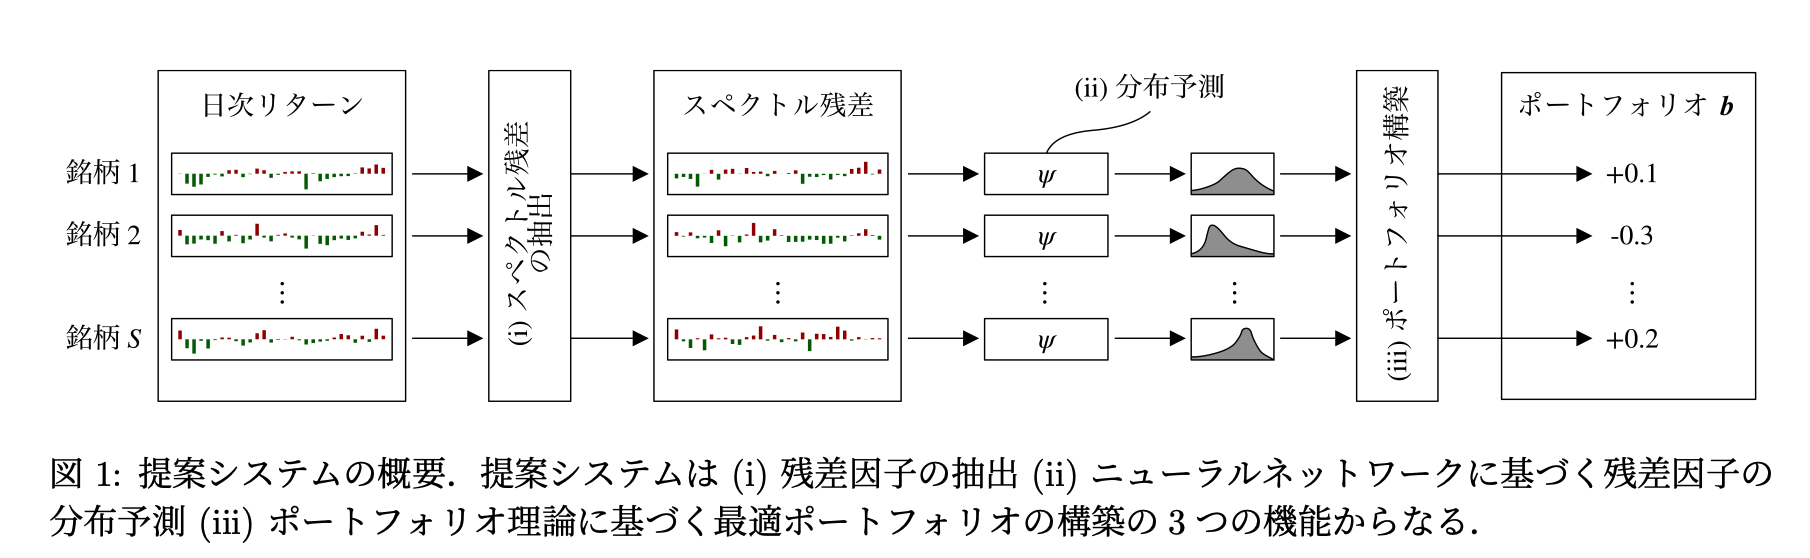 (ii) 分布予測
日次リターン
スペクトル残差
ポートフォリオ b
銘柄 1
銘柄 2
⋮
銘柄 S
(i) スペクトル残差
の抽出
⋮
ψ
ψ
⋮
ψ
⋮
(iii) ポートフォリオ構築
+0.1
-0.3
⋮
+0.2
図 1: 提案システムの概要．提案システムは (i) 残差因子の抽出 (ii) ニューラルネットワークに基づく残差因子の
分布予測 (iii) ポートフォリオ理論に基づく最適ポートフォリオの構築の 3 つの機能からなる．